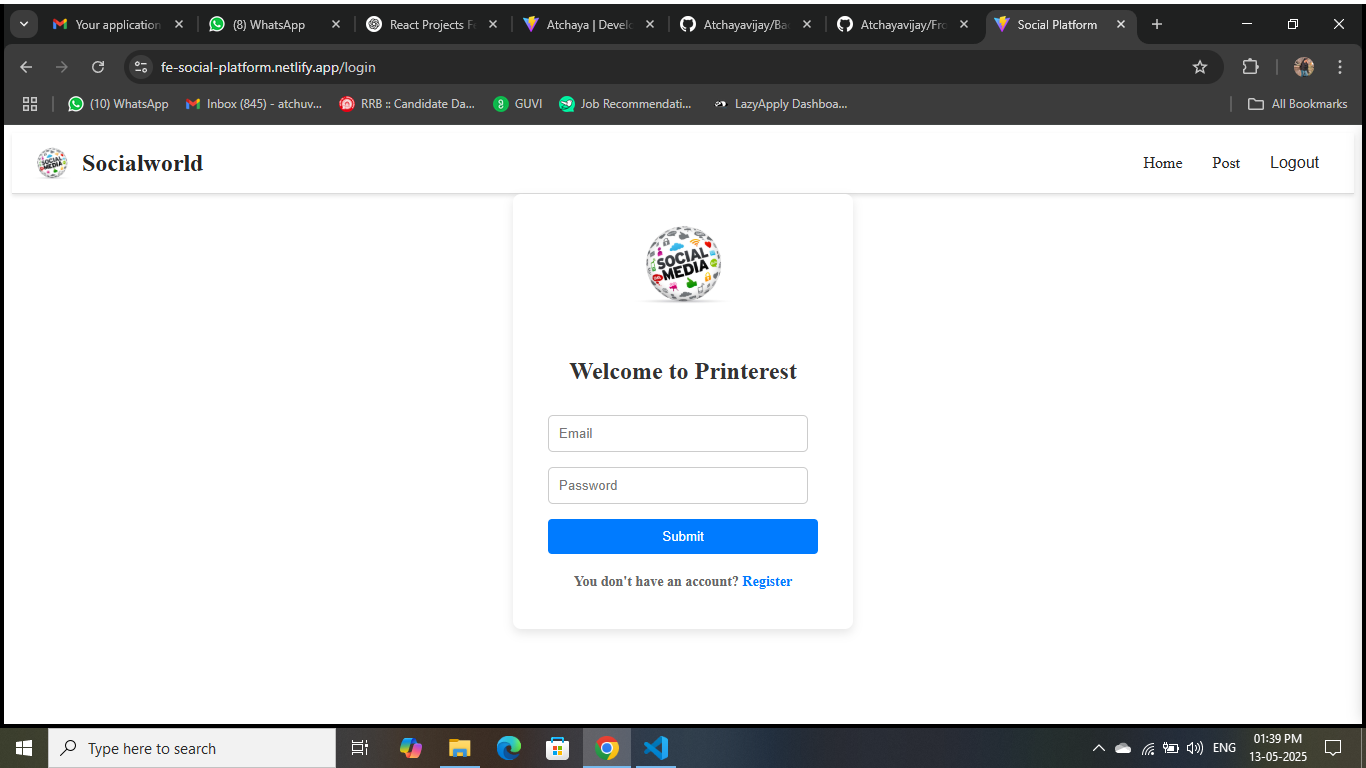 Your application
(8) WhatsApp
React Projects Fe
Atchaya | Develo
Atchayavijay/Bac
Atchayavijay/Fro
Social Platform
fe-social-platform.netlify.app/login
(10) WhatsApp
Inbox (845) - atchuv...
RRB :: Candidate Da...
GUVI
Job Recommendati...
LazyApply Dashboa...
All Bookmarks
SOCIAL
MEDIA
Socialworld
Home
Post
Logout
SOCIAL
MEDIA
Welcome to Printerest
Email
Password
Submit
You don't have an account? Register
Type here to search
ENG
01:39 PM
13-05-2025